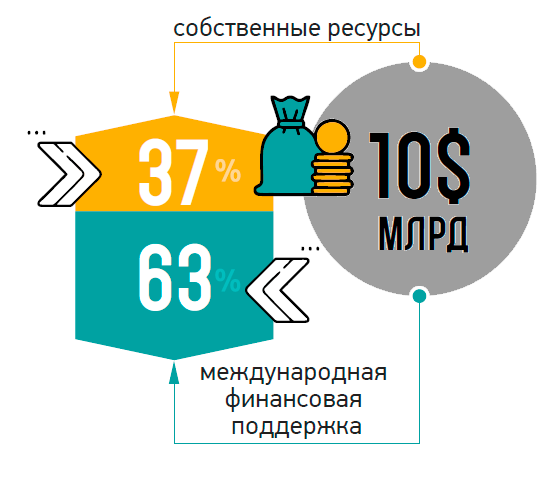 собственные ресурсы
37%
10$
МЛРД
63%
международная
финансовая
поддержка